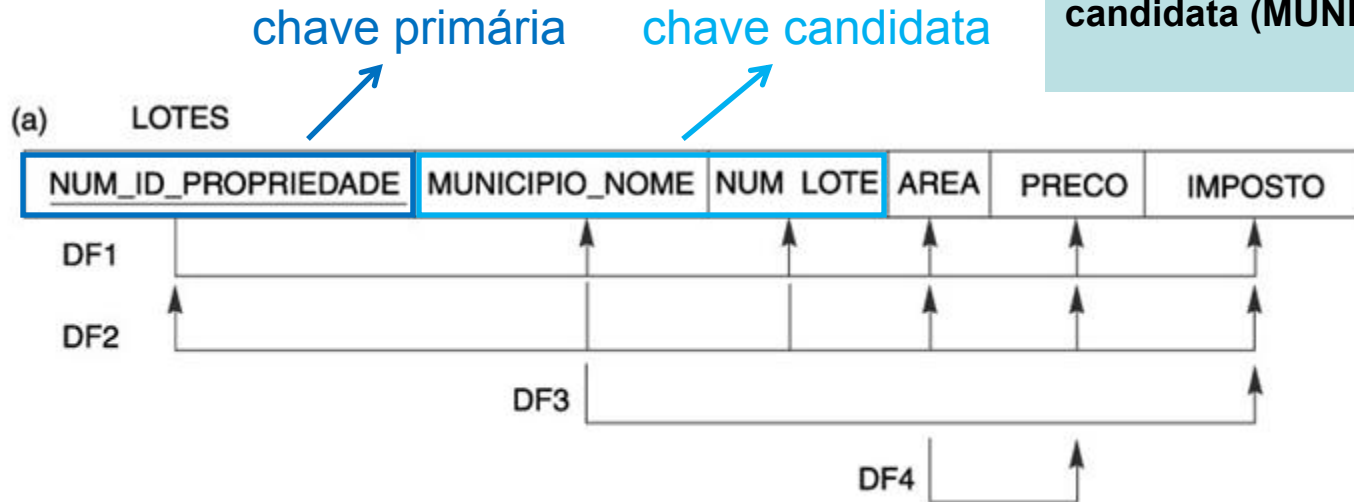 candidata (MUNI
chave primária chave candidata
(a) LOTES
NUM_ID_PROPRIEDADE MUNICIPIO_NOME NUM LOTE AREA PRECO IMPOSTO
DF1
DF2
DF3
DF4